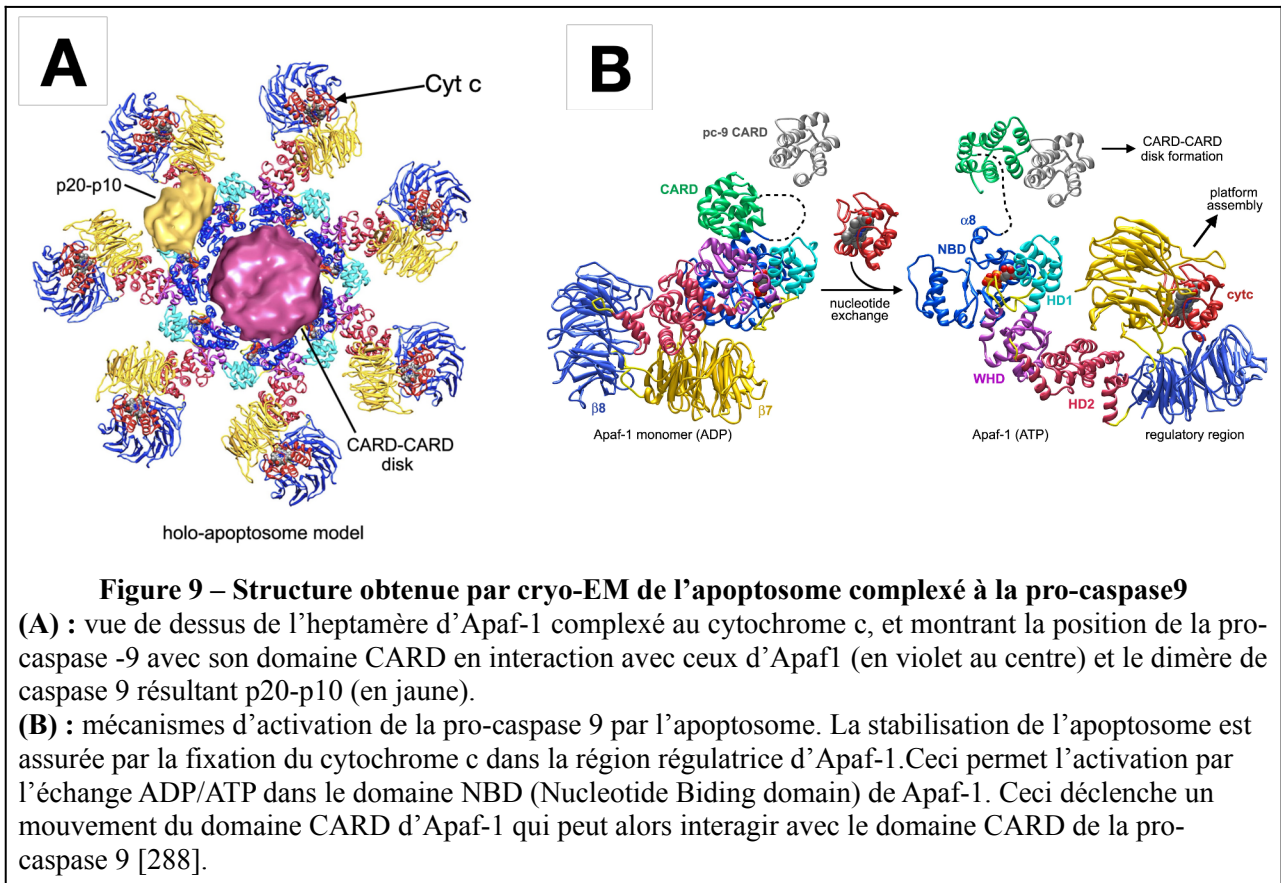 A
Cyt c
p20-p10
CARD-CARD
disk
holo-apoptosome model
B
pc-9 CARD
CARD
CARD-CARD
disk formation
platform
assembly
α8
NBD
HD1
cytc
nucleotide
exchange
WHD
HD2
β8
β7
Apaf-1 monomer (ADP)
Apaf-1 (ATP)
regulatory region
Figure 9 – Structure obtenue par cryo-EM de l’apoptosome complexé à la pro-caspase9
(A) : vue de dessus de l’heptamère d’Apaf-1 complexé au cytochrome c, et montrant la position de la pro-
caspase -9 avec son domaine CARD en interaction avec ceux d’Apaf1 (en violet au centre) et le dimère de
caspase 9 résultant p20-p10 (en jaune).
(B) : mécanismes d’activation de la pro-caspase 9 par l’apoptosome. La stabilisation de l’apoptosome est
assurée par la fixation du cytochrome c dans la région régulatrice d’Apaf-1.Ceci permet l’activation par
l’échange ADP/ATP dans le domaine NBD (Nucleotide Biding domain) de Apaf-1. Ceci déclenche un
mouvement du domaine CARD d’Apaf-1 qui peut alors interagir avec le domaine CARD de la pro-
caspase 9 [288].